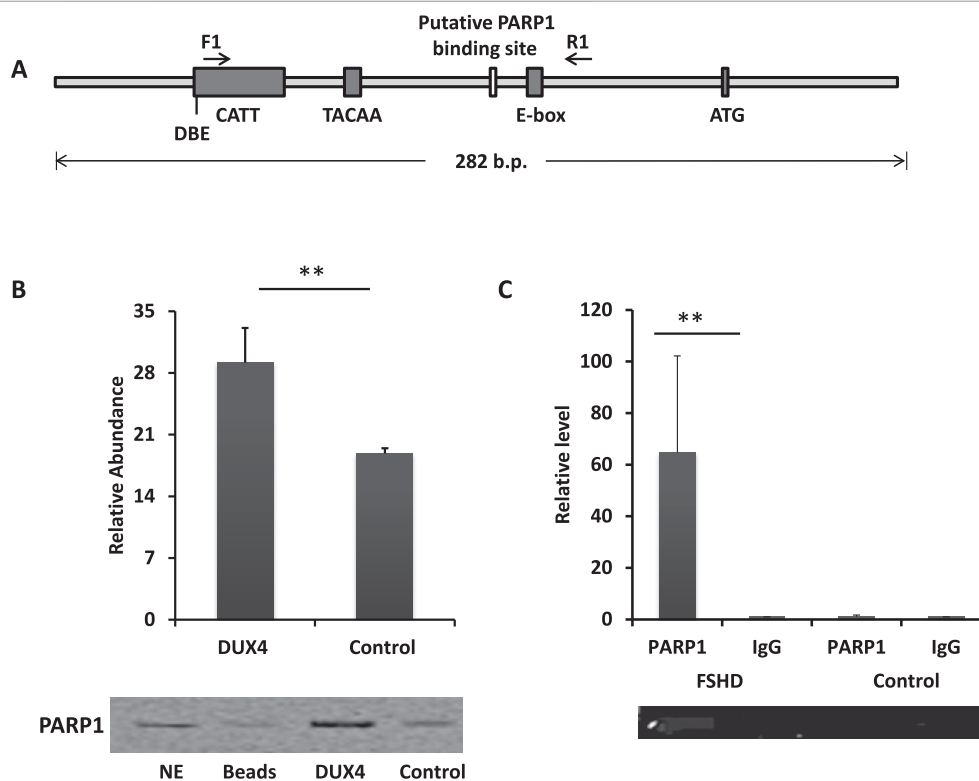 A
Putative PARP1
binding site
F1
R1
DBE
CATT
TACAA
E-box
ATG
282 b.p.
B
**
Relative Abundance
35
28
21
14
7
0
DUX4 Control
PARP1
NE Beads DUX4 Control
C
**
Relative level
120
100
80
60
40
20
0
PARP1 IgG PARP1 IgG
FSHD Control